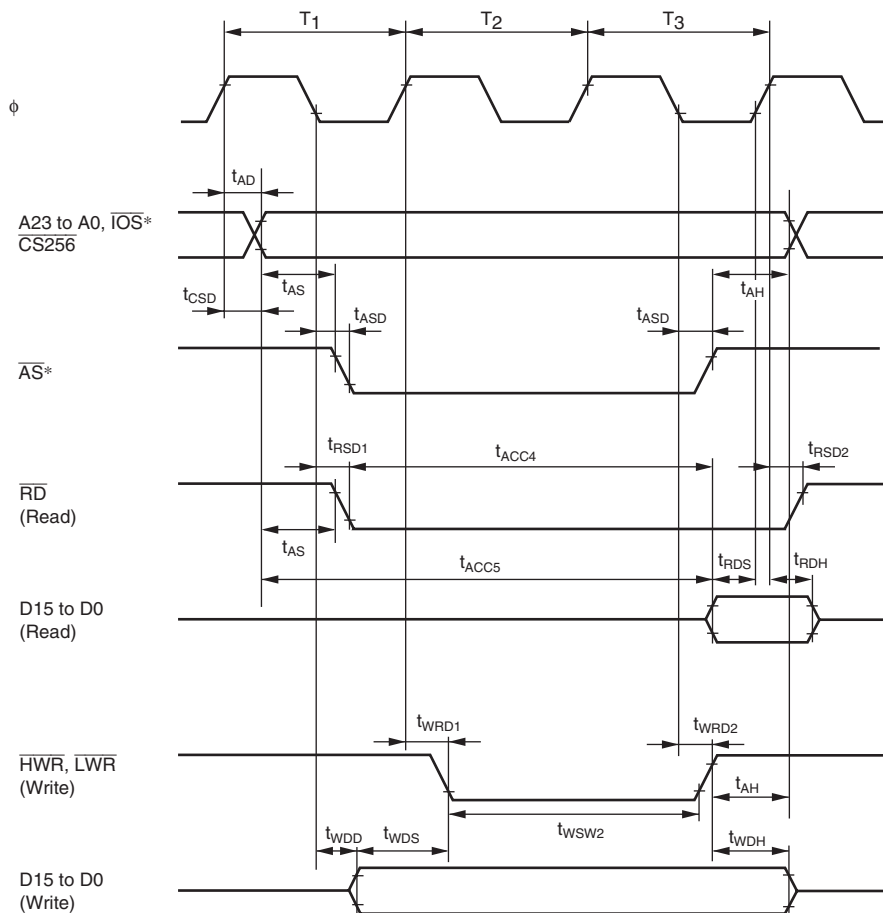 T1 T2 T3
ϕ
tAD
A23 to A0, IOS*
CS256
tCSD tAS tAH
tASD tASD
AS*
tRSD1 tACC4 tRSD2
RD
(Read)
tAS
tACC5 tRDS tRDH
D15 to D0
(Read)
tWRD1 tWRD2
HWR, LWR
(Write)
tAH
tWDD tWDS tWSW2 tWDH
D15 to D0
(Write)